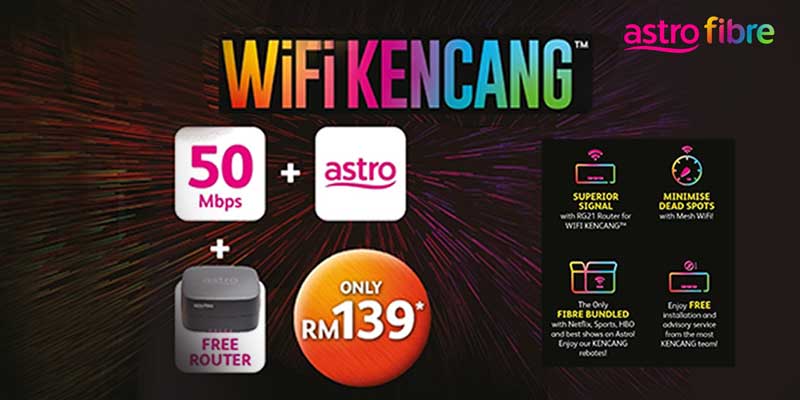 astro fibre
WiFi KENCANG™
50
Mbps
+
astro
+
astro
FREE
ROUTER
ONLY
RM139*
SUPERIOR
SIGNAL
with RG21 Router for
WIFI KENCANG™
MINIMISE
DEAD SPOTS
with Mesh WiFi!
The Only
FIBRE BUNDLED
with Netflix, Sports, HBO
and best shows on Astro!
Enjoy our KENCANG
rebates!
Enjoy FREE
installation and
advisory service
from the most
KENCANG team!